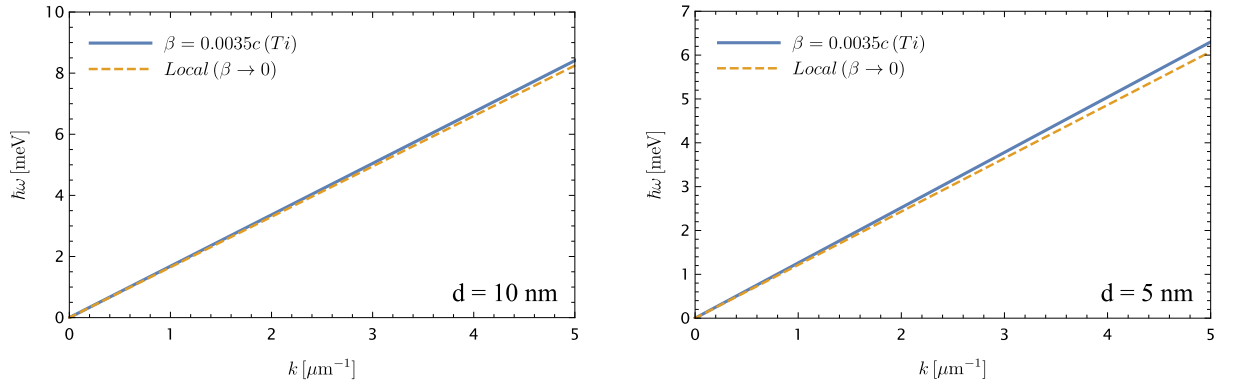 10
8
6
4
2
0
ħω [meV]
β = 0.0035c (Ti)
Local (β → 0)
d = 10 nm
0 1 2 3 4 5
k [μm⁻¹]
7
6
5
4
3
2
1
0
ħω [meV]
β = 0.0035c (Ti)
Local (β → 0)
d = 5 nm
0 1 2 3 4 5
k [μm⁻¹]